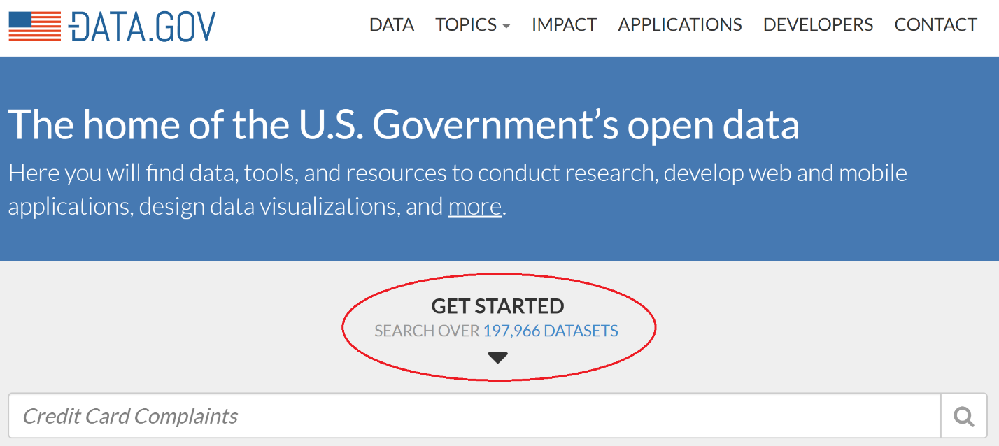 DATA.GOV
DATA TOPICS IMPACT APPLICATIONS DEVELOPERS CONTACT
The home of the U.S. Government’s open data
Here you will find data, tools, and resources to conduct research, develop web and mobile
applications, design data visualizations, and more.
GET STARTED
SEARCH OVER 197,966 DATASETS
Credit Card Complaints